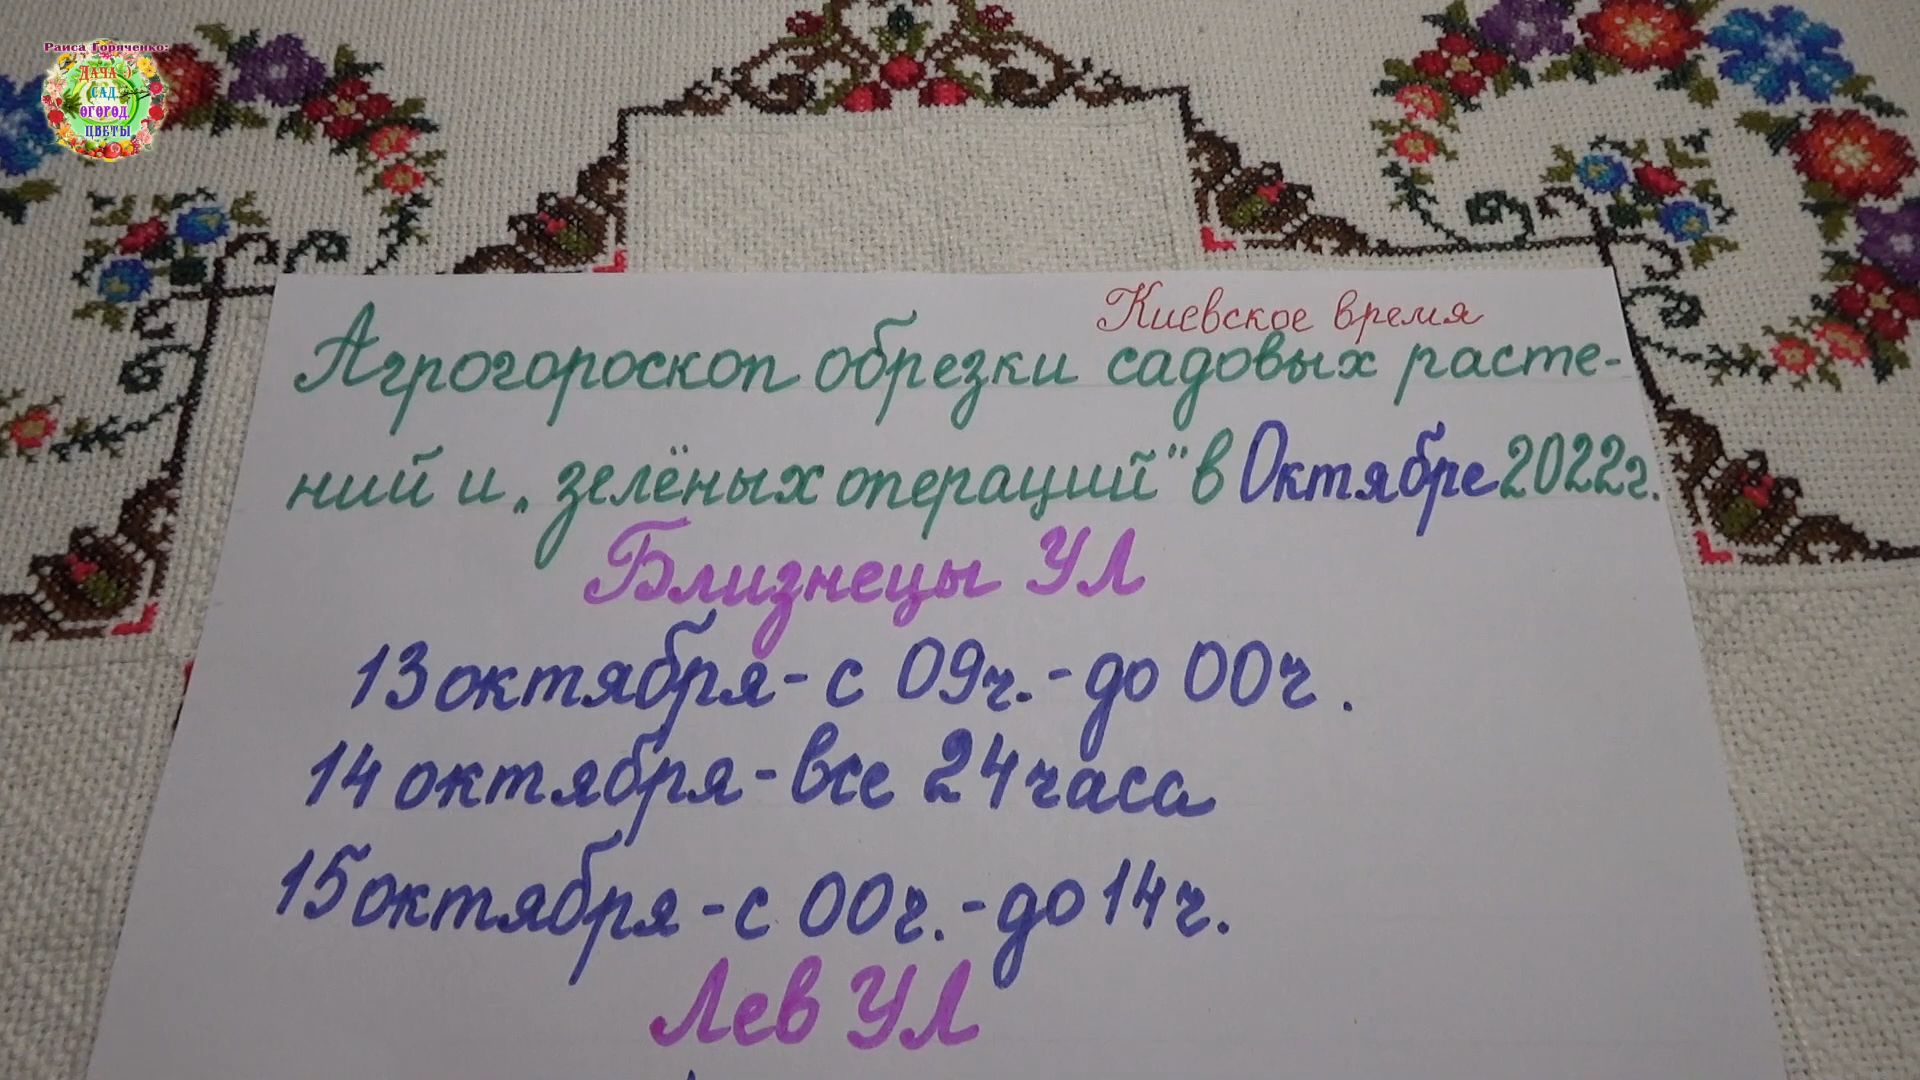 Раиса Горяченко:
ДАЧА :)
САД,
ОГОРОД,
ЦВЕТЫ
Киевское время
Агрогороскоп обрезки садовых расте-
ний и „зелёных операций" в Октябре 2022г.
Близнецы УЛ
13 октября - с 09ч. - до 00ч.
14 октября - все 24 часа
15 октября - с 00ч. - до 14ч.
Лев УЛ